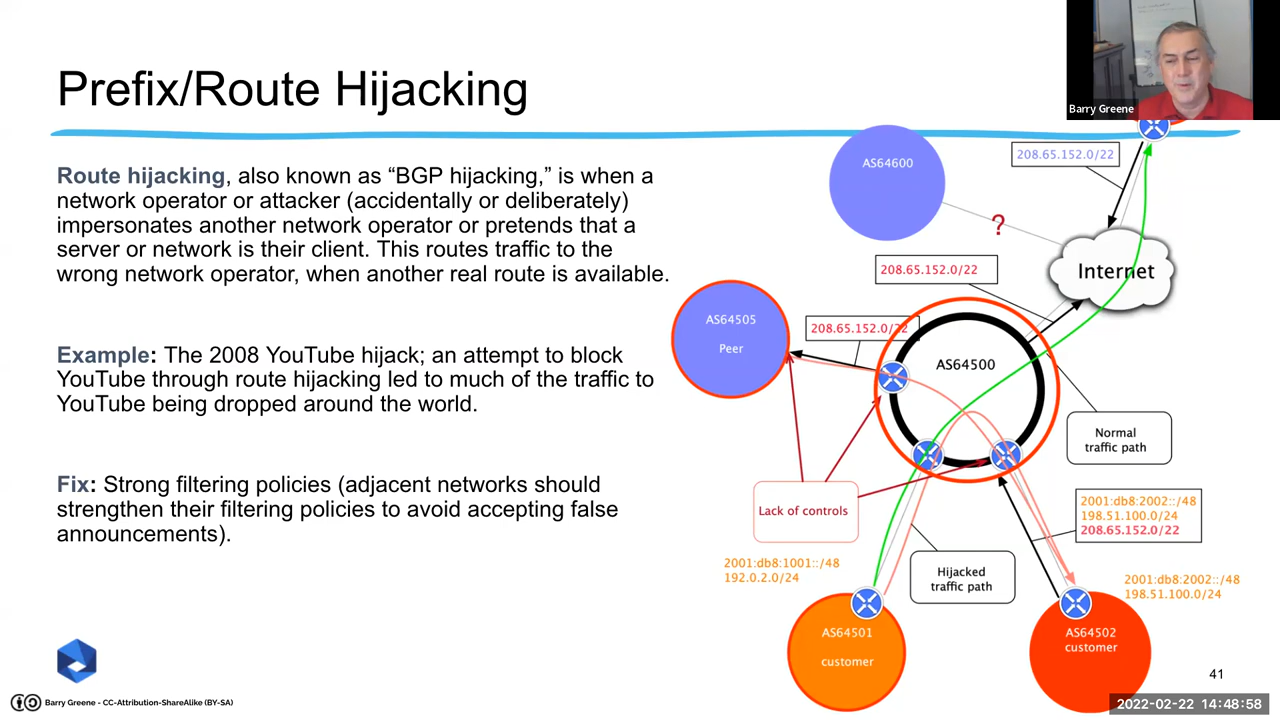 Prefix/Route Hijacking
Barry Greene
Route hijacking, also known as “BGP hijacking,” is when a
network operator or attacker (accidentally or deliberately)
impersonates another network operator or pretends that a
server or network is their client. This routes traffic to the
wrong network operator, when another real route is available.
Example: The 2008 YouTube hijack; an attempt to block
YouTube through route hijacking led to much of the traffic to
YouTube being dropped around the world.
Fix: Strong filtering policies (adjacent networks should
strengthen their filtering policies to avoid accepting false
announcements).
AS64600
208.65.152.0/22
?
Internet
208.65.152.0/22
AS64505
Peer
208.65.152.0/22
AS64500
Normal
traffic path
Lack of controls
2001:db8:2002::/48
198.51.100.0/24
208.65.152.0/22
2001:db8:1001::/48
192.0.2.0/24
Hijacked
traffic path
2001:db8:2002::/48
198.51.100.0/24
AS64501
customer
AS64502
customer
41
Barry Greene - CC-Attribution-ShareAlike (BY-SA)
2022-02-22 14:48:58